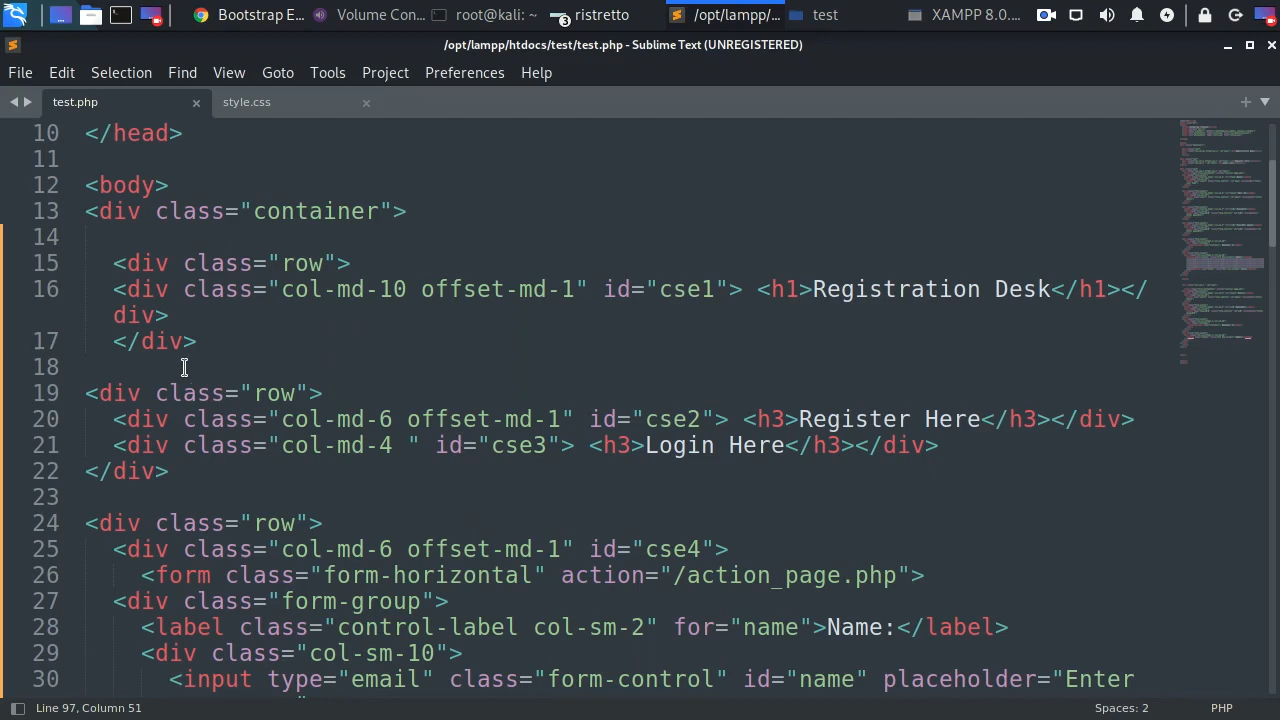 Bootstrap E... Volume Con... root@kali: ~ 3 ristretto /opt/lampp/... test XAMPP 8.0....
/opt/lampp/htdocs/test/test.php - Sublime Text (UNREGISTERED)
File Edit Selection Find View Goto Tools Project Preferences Help
test.php style.css
10 </head>
11
12 <body>
13 <div class="container">
14
15 <div class="row">
16 <div class="col-md-10 offset-md-1" id="cse1"> <h1>Registration Desk</h1></
div>
17 </div>
18
19 <div class="row">
20 <div class="col-md-6 offset-md-1" id="cse2"> <h3>Register Here</h3></div>
21 <div class="col-md-4 " id="cse3"> <h3>Login Here</h3></div>
22 </div>
23
24 <div class="row">
25 <div class="col-md-6 offset-md-1" id="cse4">
26 <form class="form-horizontal" action="/action_page.php">
27 <div class="form-group">
28 <label class="control-label col-sm-2" for="name">Name:</label>
29 <div class="col-sm-10">
30 <input type="email" class="form-control" id="name" placeholder="Enter
Line 97, Column 51 Spaces: 2 PHP